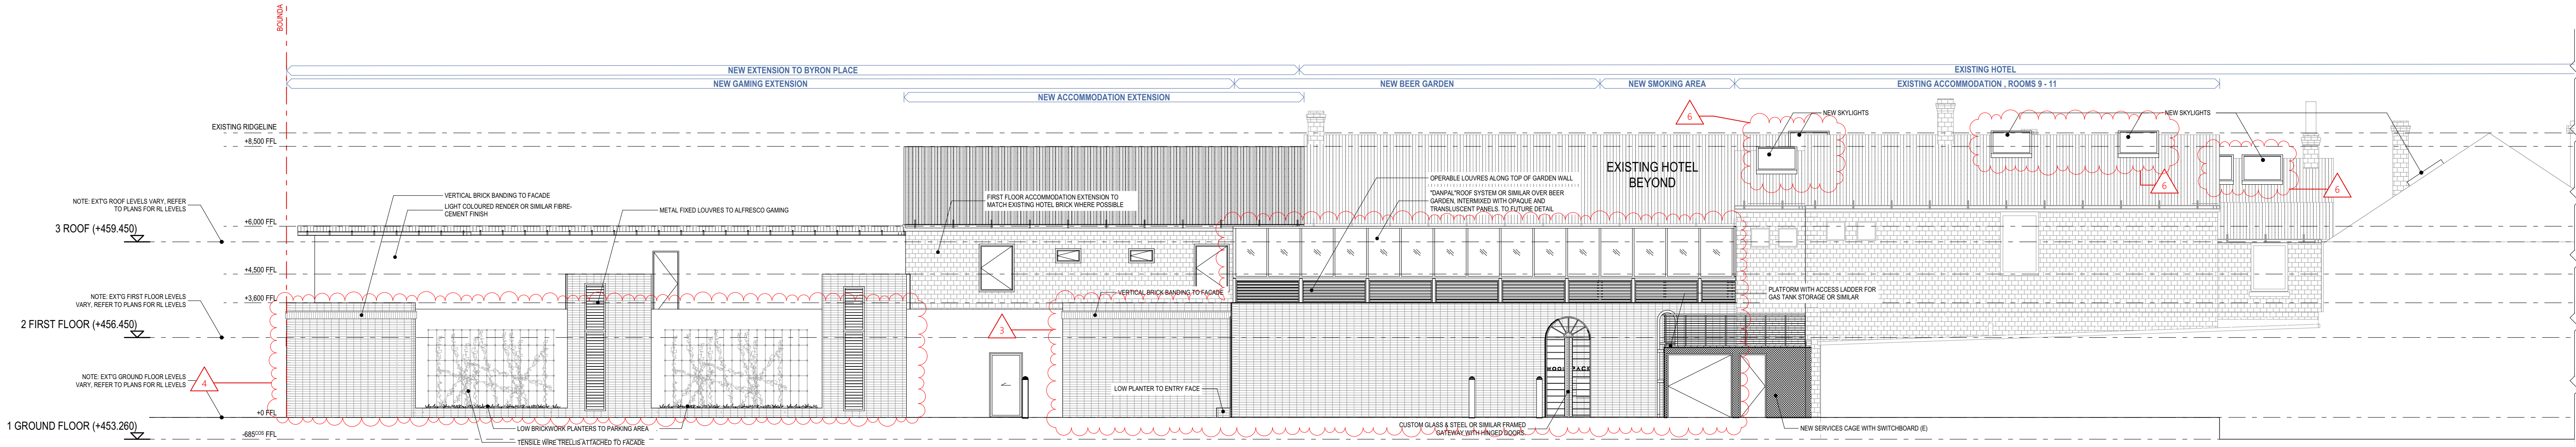 BOUNDA
NEW EXTENSION TO BYRON PLACE
EXISTING HOTEL
NEW GAMING EXTENSION
NEW BEER GARDEN
NEW SMOKING AREA
EXISTING ACCOMMODATION , ROOMS 9 - 11
NEW ACCOMMODATION EXTENSION
EXISTING RIDGELINE
+8,500 FFL
6
NEW SKYLIGHTS
NEW SKYLIGHTS
EXISTING HOTEL
BEYOND
OPERABLE LOUVRES ALONG TOP OF GARDEN WALL
"DANPAL"ROOF SYSTEM OR SIMILAR OVER BEER
GARDEN, INTERMIXED WITH OPAQUE AND
TRANSLUSCENT PANELS. TO FUTURE DETAIL
6
6
VERTICAL BRICK BANDING TO FACADE
LIGHT COLOURED RENDER OR SIMILAR FIBRE-
CEMENT FINISH
METAL FIXED LOUVRES TO ALFRESCO GAMING
FIRST FLOOR ACCOMMODATION EXTENSION TO
MATCH EXISTING HOTEL BRICK WHERE POSSIBLE
NOTE: EXT'G ROOF LEVELS VARY, REFER
TO PLANS FOR RL LEVELS
+6,000 FFL
3 ROOF (+459.450)
+4,500 FFL
NOTE: EXT'G FIRST FLOOR LEVELS
VARY, REFER TO PLANS FOR RL LEVELS
+3,600 FFL
VERTICAL BRICK BANDING TO FACADE
PLATFORM WITH ACCESS LADDER FOR
GAS TANK STORAGE OR SIMILAR
2 FIRST FLOOR (+456.450)
3
NOTE: EXT'G GROUND FLOOR LEVELS
VARY, REFER TO PLANS FOR RL LEVELS
4
LOW PLANTER TO ENTRY FACE
+0 FFL
1 GROUND FLOOR (+453.260)
-685 FFL
LOW BRICKWORK PLANTERS TO PARKING AREA
TENSILE WIRE TRELLIS ATTACHED TO FACADE
CUSTOM GLASS & STEEL OR SIMILAR FRAMED
GATEWAY WITH HINGED DOORS.
NEW SERVICES CAGE WITH SWITCHBOARD (E)